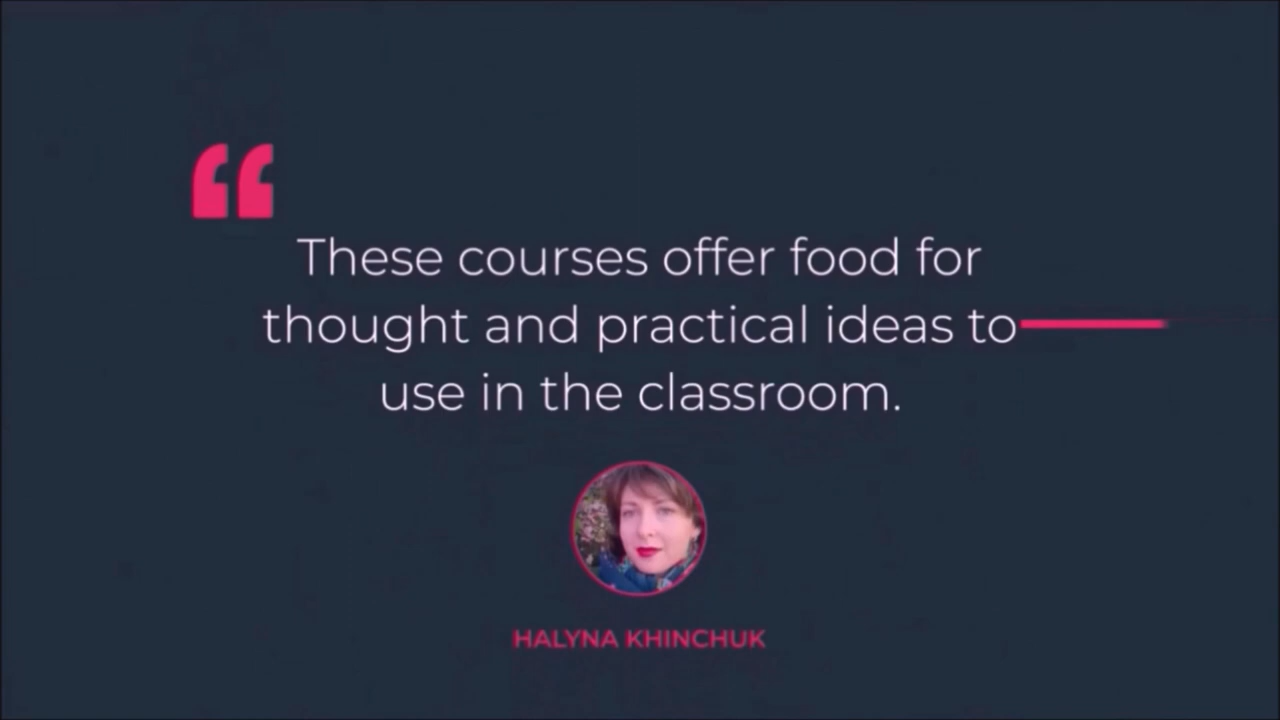 “
These courses offer food for
thought and practical ideas to
use in the classroom.
HALYNA KHINCHUK